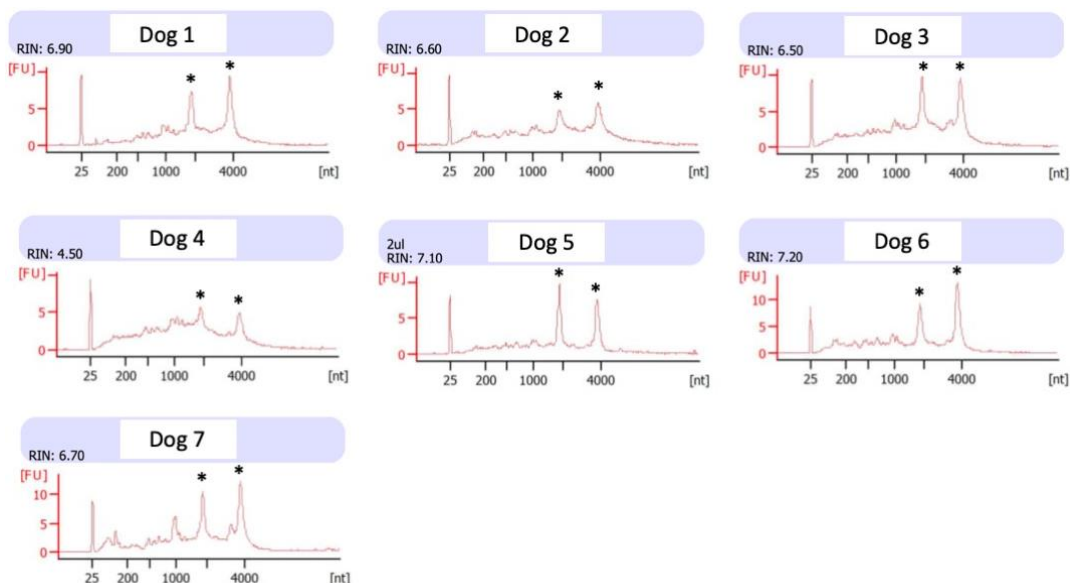 Dog 1
RIN: 6.90
[FU]
* *
5
0
25 200 1000 4000 [nt]
Dog 2
RIN: 6.60
[FU]
* *
5
0
25 200 1000 4000 [nt]
Dog 3
RIN: 6.50
[FU]
* *
5
0
25 200 1000 4000 [nt]
Dog 4
RIN: 4.50
[FU]
* *
5
0
25 200 1000 4000 [nt]
Dog 5
2ul
RIN: 7.10
[FU]
* *
5
0
25 200 1000 4000 [nt]
Dog 6
RIN: 7.20
[FU]
* *
10
5
0
25 200 1000 4000 [nt]
Dog 7
RIN: 6.70
[FU]
* *
10
5
0
25 200 1000 4000 [nt]